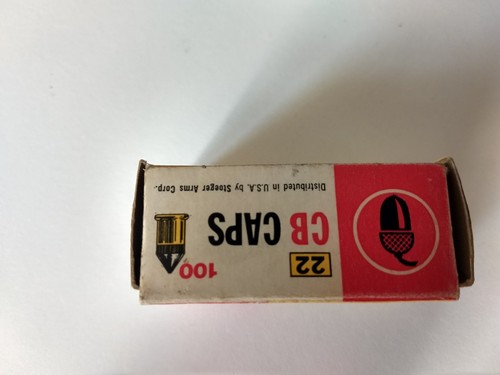 22 100
CB CAPS
Distributed in U.S.A. by Stoeger Arms Corp.